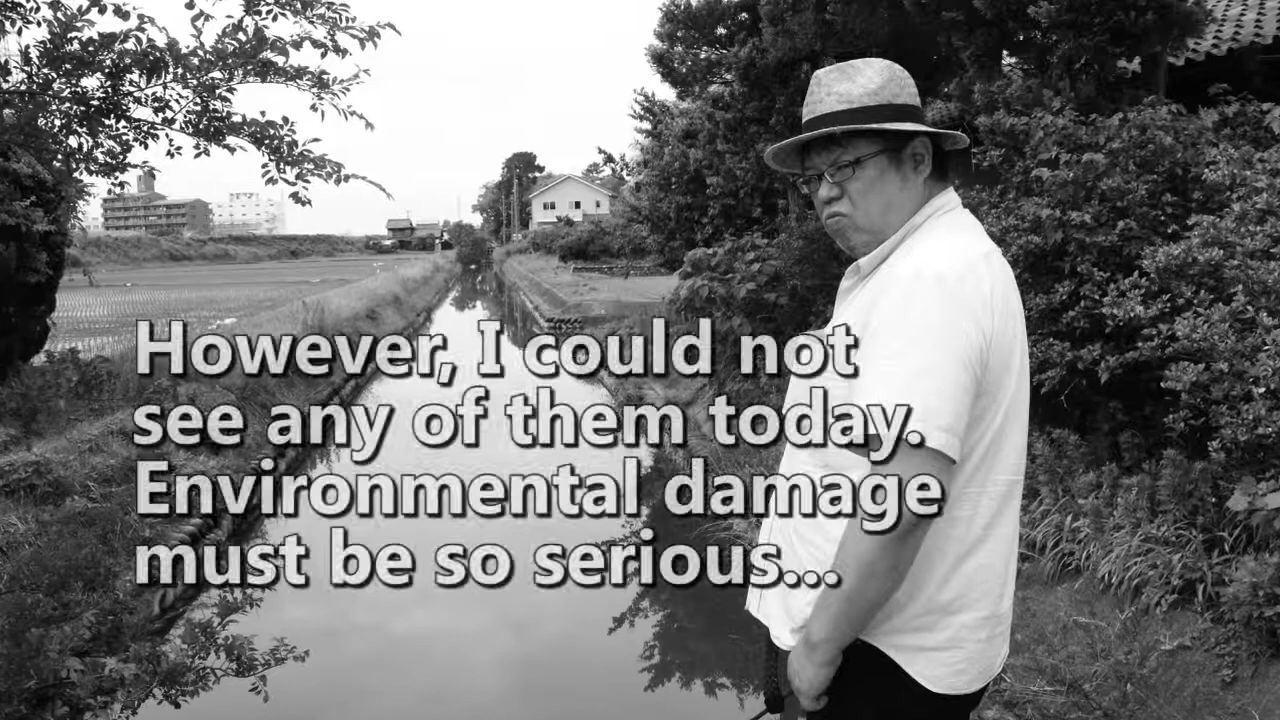 However, I could not
see any of them today.
Environmental damage
must be so serious...